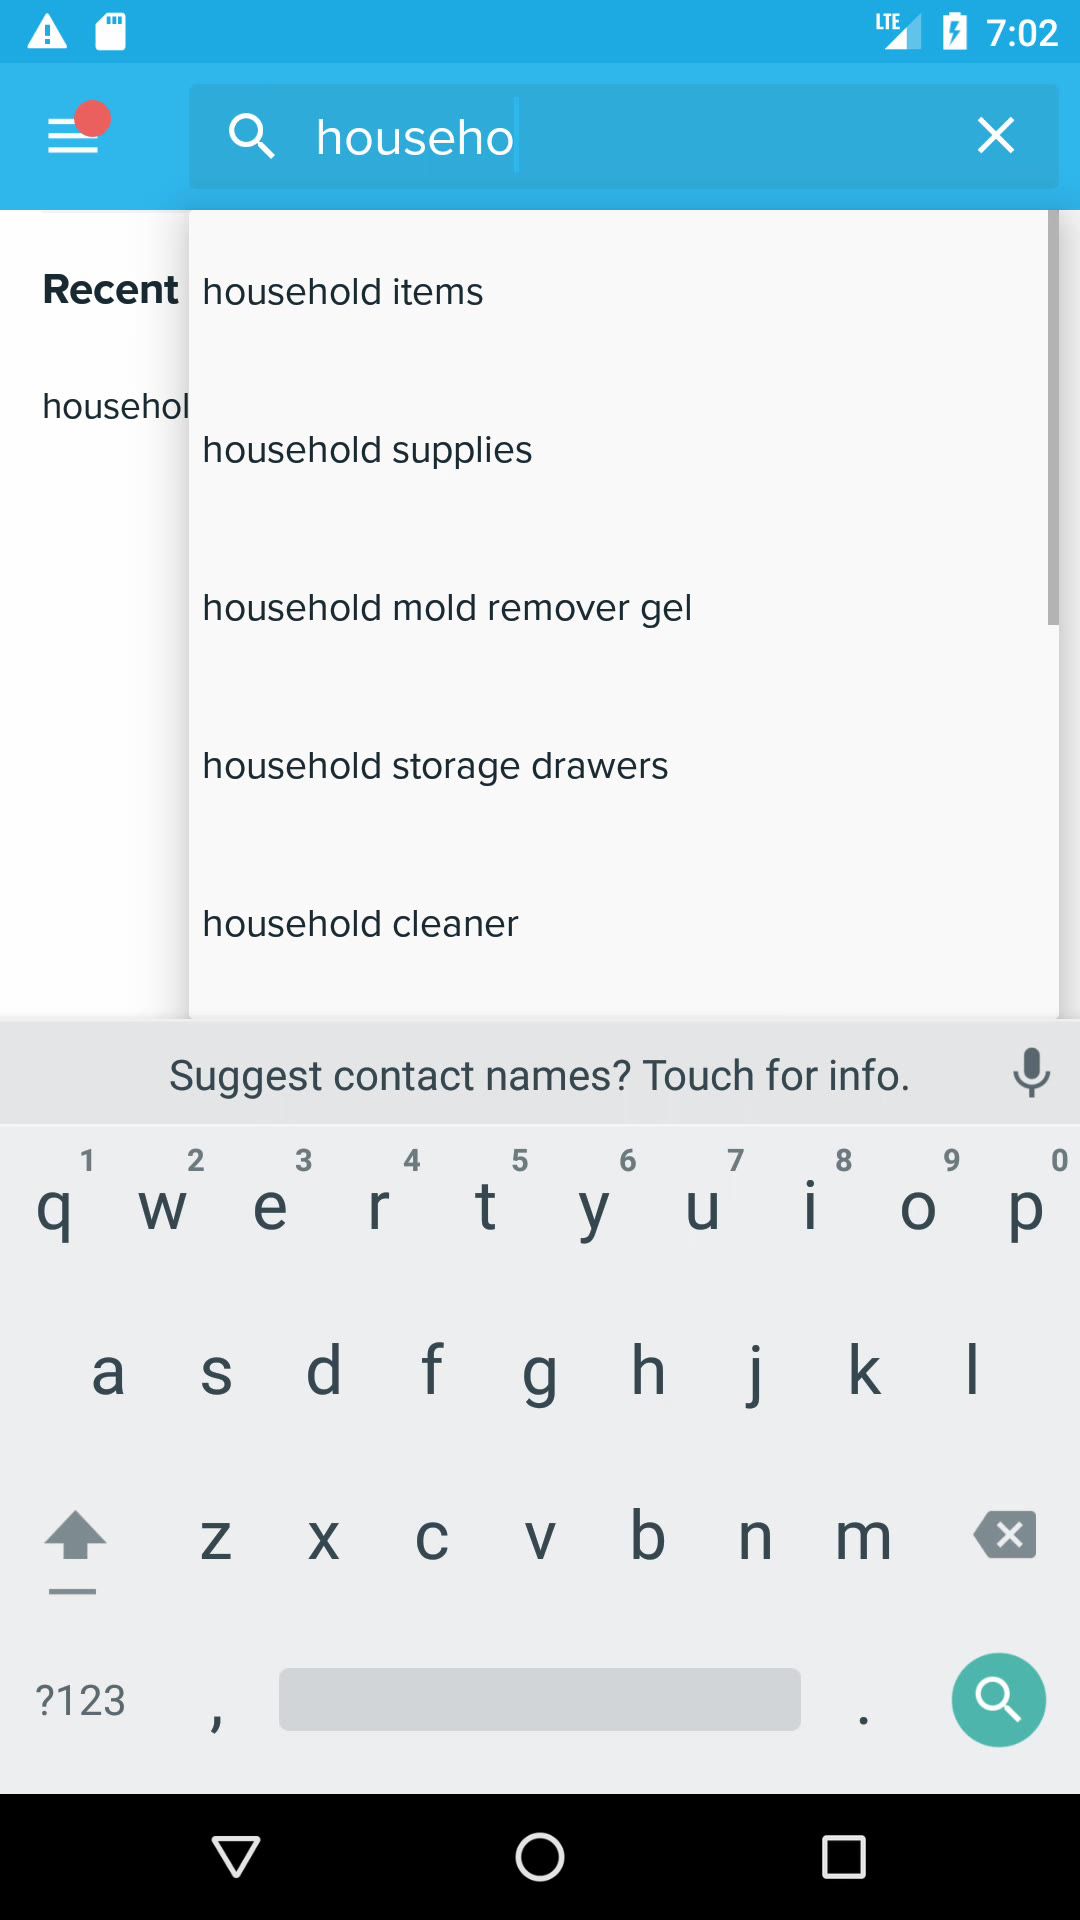 LTE 7:02
househo
Recent
househol
household items
household supplies
household mold remover gel
household storage drawers
household cleaner
Suggest contact names? Touch for info.
1 2 3 4 5 6 7 8 9 0
q w e r t y u i o p
a s d f g h j k l
z x c v b n m
?123 , .